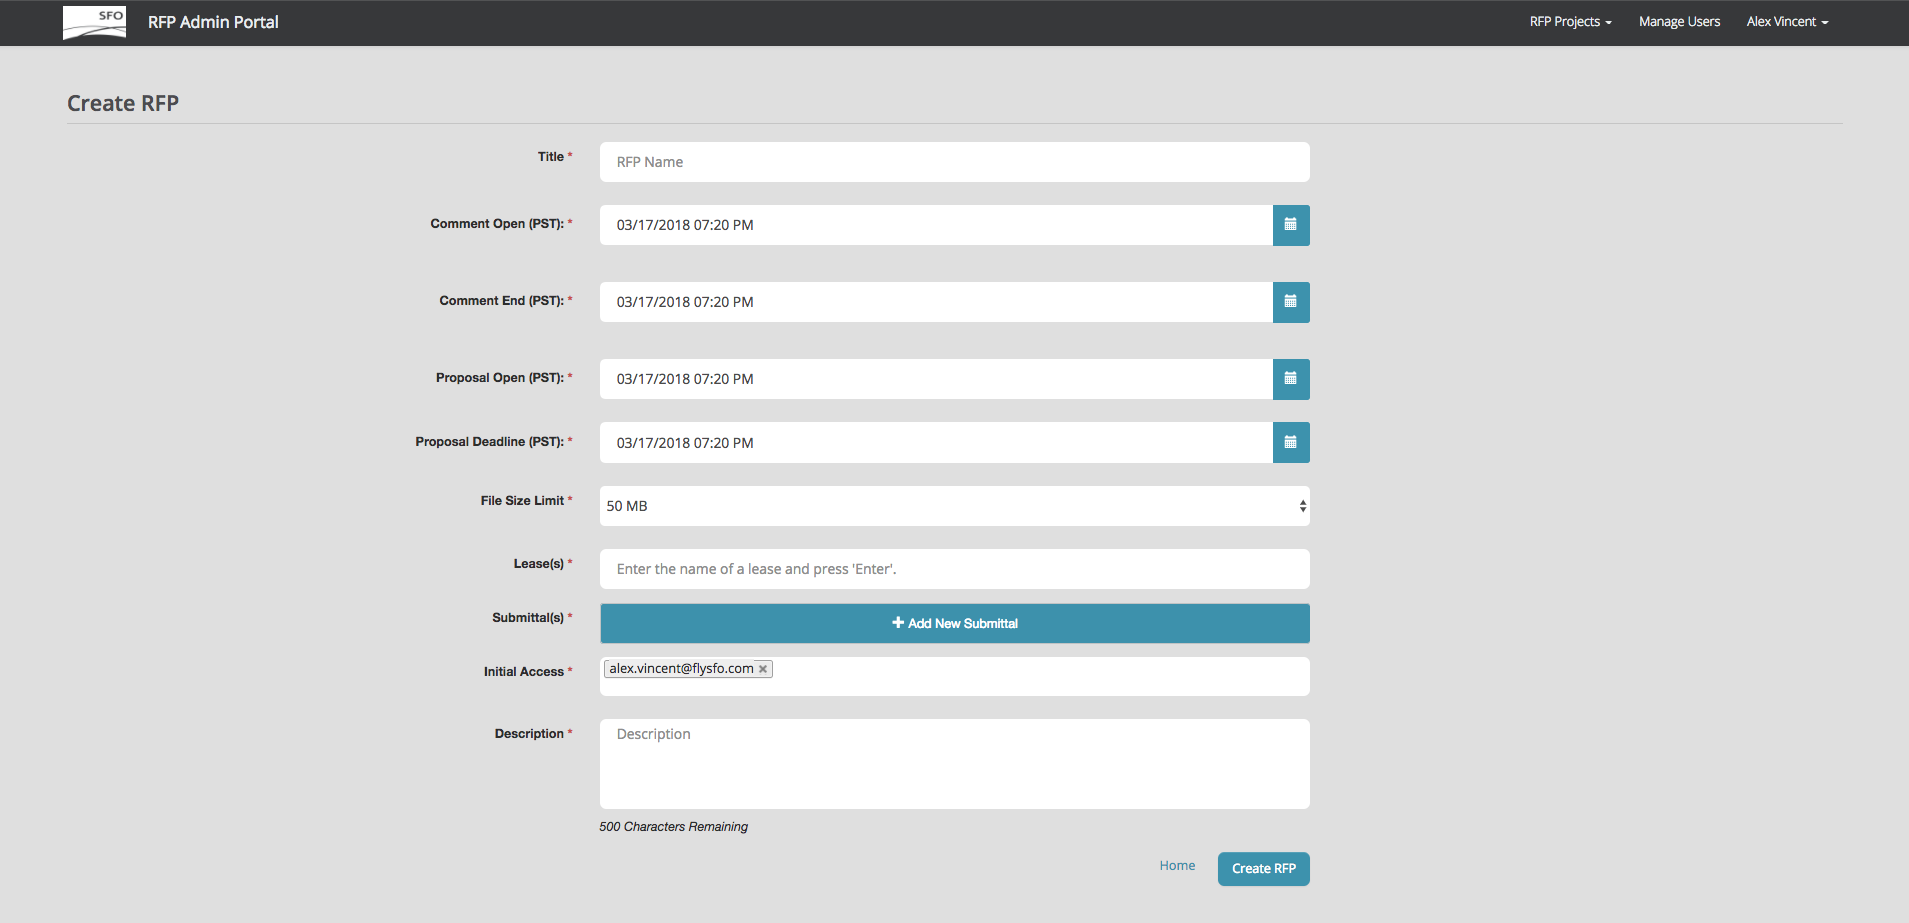 SFO
RFP Admin Portal
RFP Projects
Manage Users
Alex Vincent
Create RFP
Title *
RFP Name
Comment Open (PST): *
03/17/2018 07:20 PM
Comment End (PST): *
03/17/2018 07:20 PM
Proposal Open (PST): *
03/17/2018 07:20 PM
Proposal Deadline (PST): *
03/17/2018 07:20 PM
File Size Limit *
50 MB
Lease(s) *
Enter the name of a lease and press 'Enter'.
Submittal(s) *
Add New Submittal
Initial Access *
alex.vincent@flysfo.com
Description *
Description
500 Characters Remaining
Home
Create RFP